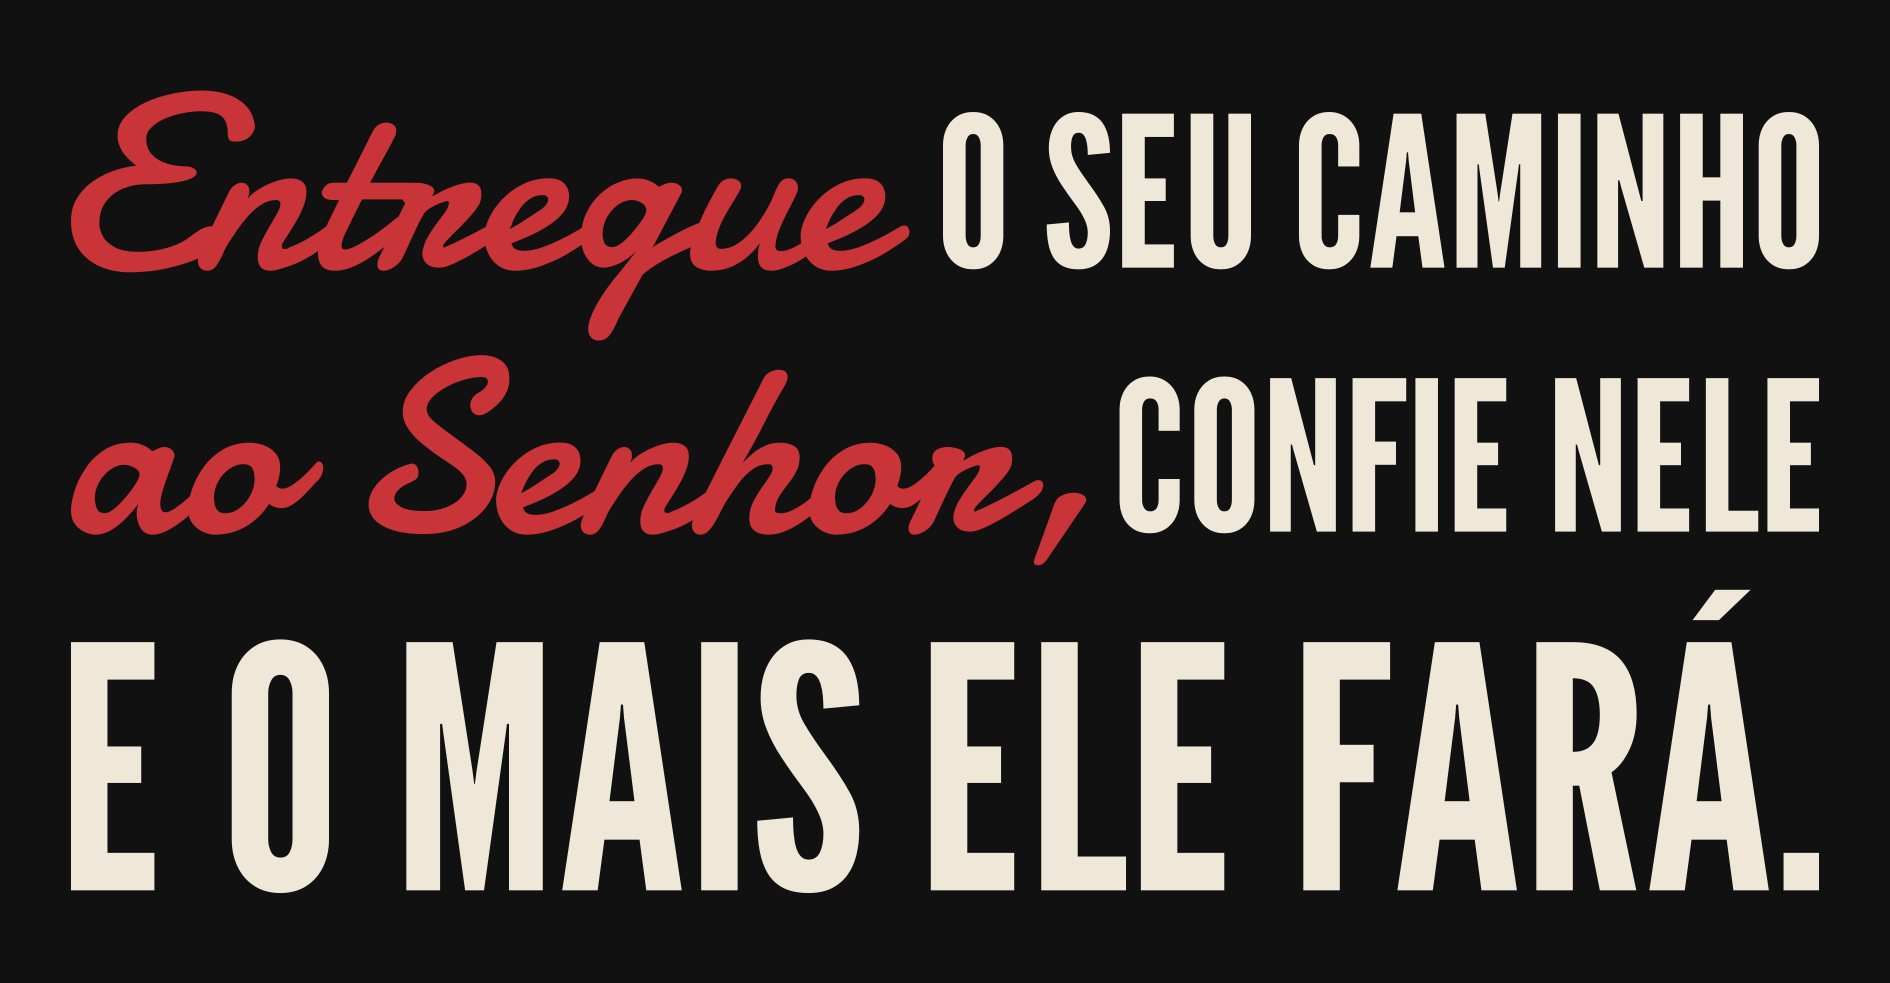 Entregue O SEU CAMINHO
ao Senhor, CONFIE NELE
E O MAIS ELE FARÁ.